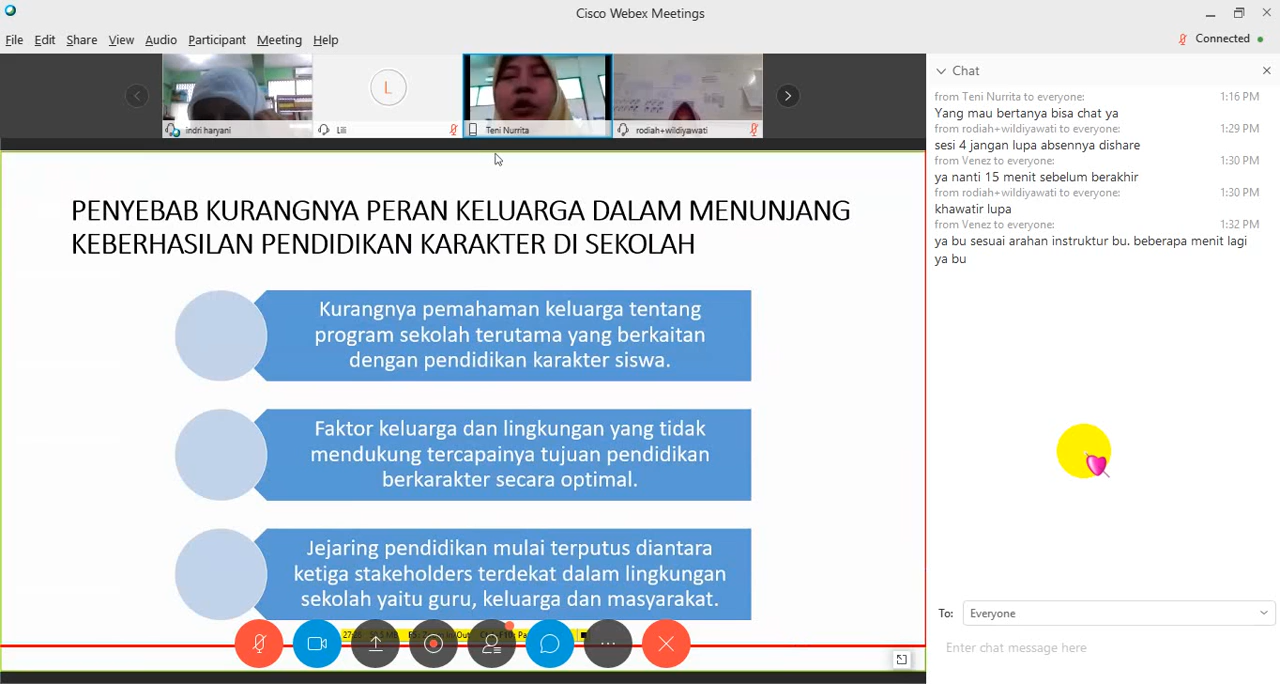 Cisco Webex Meetings
File Edit Share View Audio Participant Meeting Help
Connected
L
indri haryani
Lili
Teni Nurrita
rodiah+wildiyawati
PENYEBAB KURANGNYA PERAN KELUARGA DALAM MENUNJANG
KEBERHASILAN PENDIDIKAN KARAKTER DI SEKOLAH
Kurangnya pemahaman keluarga tentang
program sekolah terutama yang berkaitan
dengan pendidikan karakter siswa.
Faktor keluarga dan lingkungan yang tidak
mendukung tercapainya tujuan pendidikan
berkarakter secara optimal.
Jejaring pendidikan mulai terputus diantara
ketiga stakeholders terdekat dalam lingkungan
sekolah yaitu guru, keluarga dan masyarakat.
Chat
from Teni Nurrita to everyone: 1:16 PM
Yang mau bertanya bisa chat ya
from rodiah+wildiyawati to everyone: 1:29 PM
sesi 4 jangan lupa absennya dishare
from Venez to everyone: 1:30 PM
ya nanti 15 menit sebelum berakhir
from rodiah+wildiyawati to everyone: 1:30 PM
khawatir lupa
from Venez to everyone: 1:32 PM
ya bu sesuai arahan instruktur bu. beberapa menit lagi
ya bu
To: Everyone
Enter chat message here